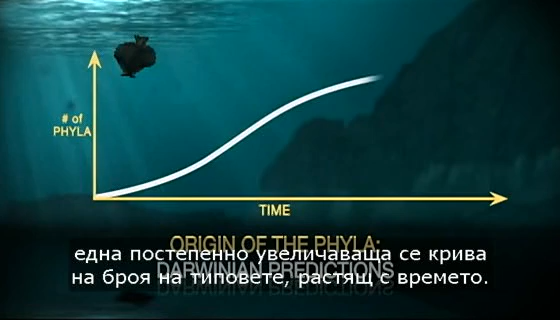 # of
PHYLA
TIME
ORIGIN OF THE PHYLA:
DARWINIAN PREDICTIONS
една постепенно увеличаваща се крива
на броя на типовете, растящ с времето.